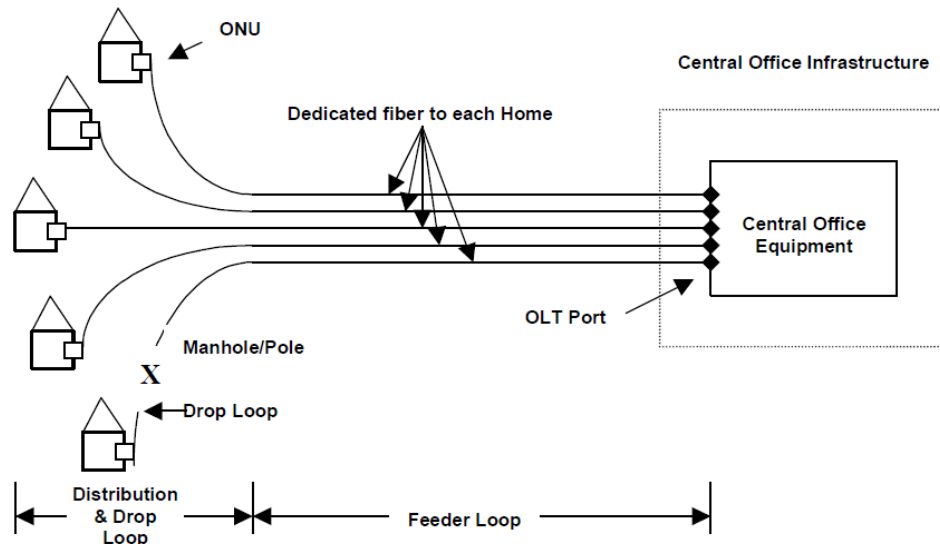 ONU
Central Office Infrastructure
Dedicated fiber to each Home
Central Office
Equipment
OLT Port
Manhole/Pole
X
Drop Loop
Distribution
& Drop
Loop
Feeder Loop